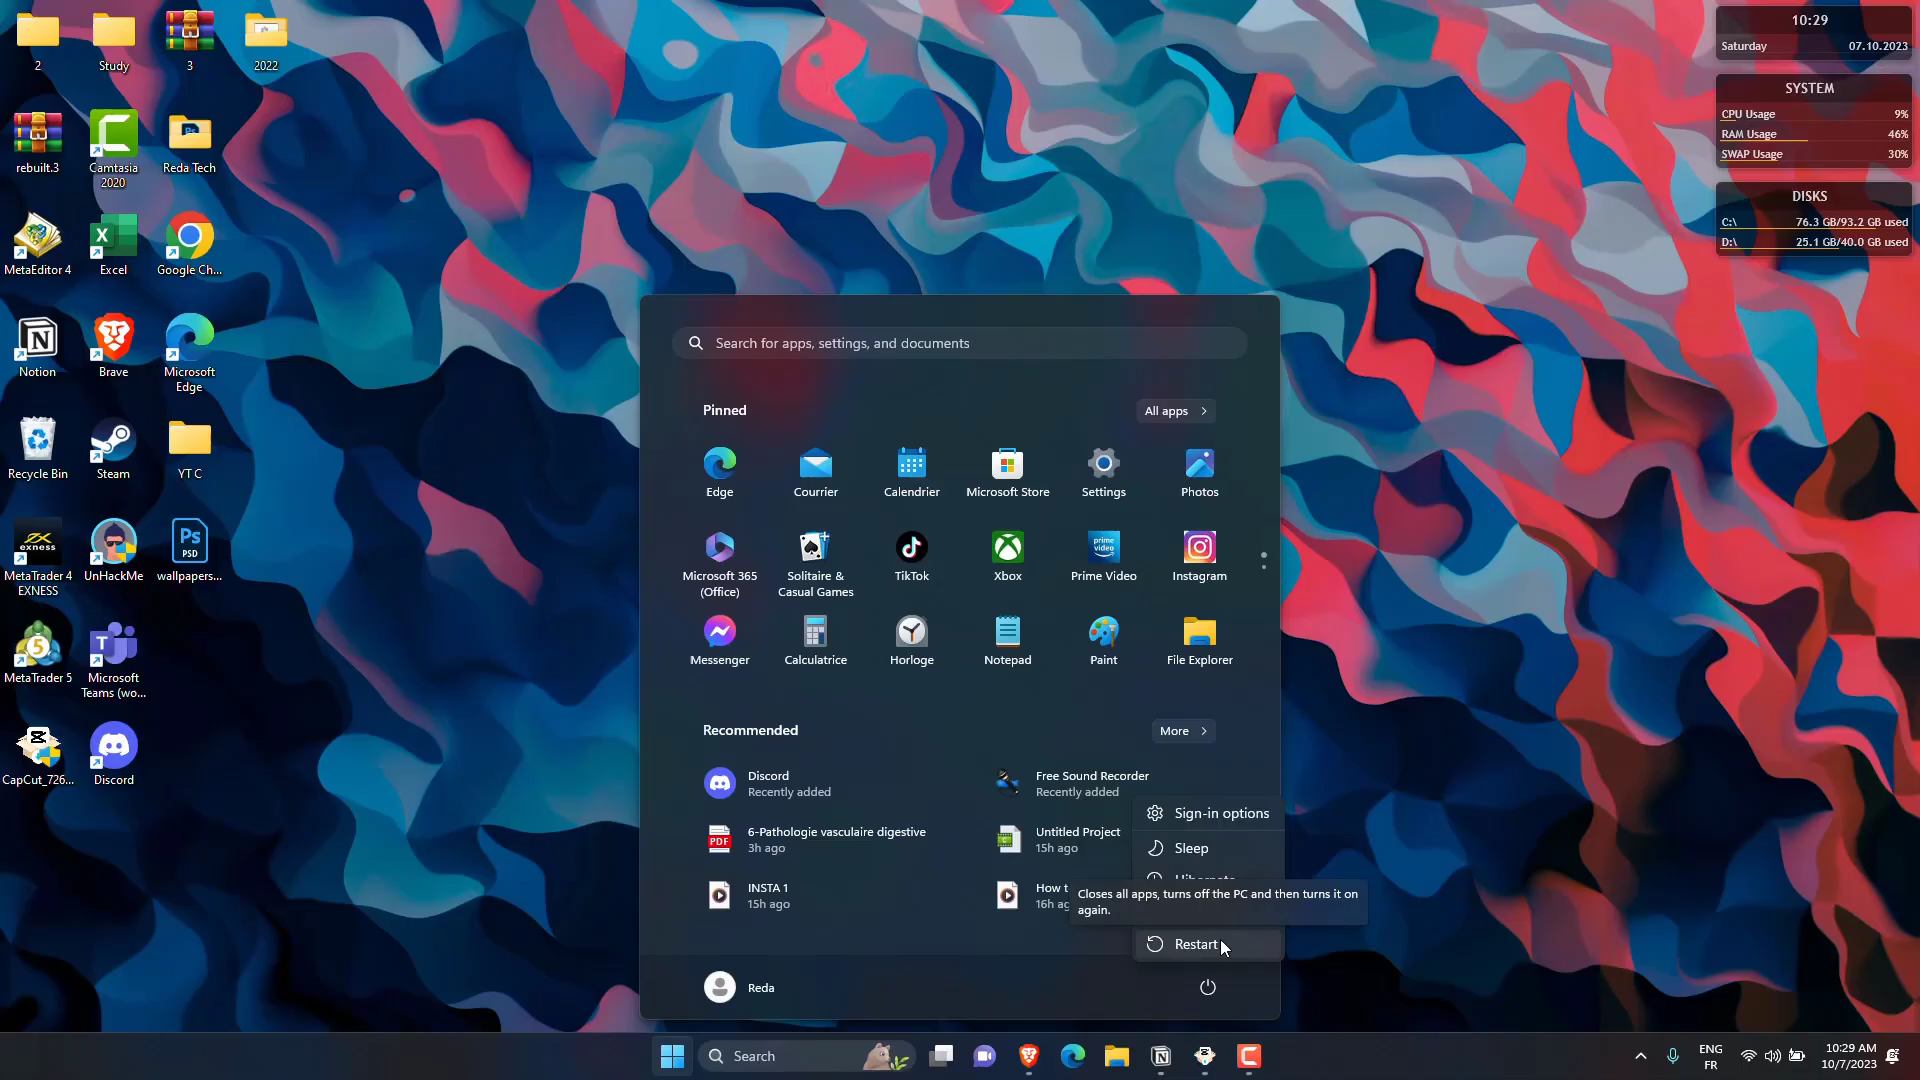 2
Study
3
2022
rebuilt.3
Camtasia
2020
Reda Tech
MetaEditor 4
Excel
Google Ch...
Notion
Brave
Microsoft
Edge
Recycle Bin
Steam
YT C
exness
MetaTrader 4
EXNESS
UnHackMe
Ps
PSD
wallpapers...
MetaTrader 5
Microsoft
Teams (wo...
CapCut_726...
Discord
10:29
Saturday 07.10.2023
SYSTEM
CPU Usage 9%
RAM Usage 46%
SWAP Usage 30%
DISKS
C:\ 76.3 GB/93.2 GB used
D:\ 25.1 GB/40.0 GB used
Search for apps, settings, and documents
Pinned
All apps
Edge
Courrier
Calendrier
Microsoft Store
Settings
Photos
Microsoft 365
(Office)
Solitaire &
Casual Games
TikTok
Xbox
prime
video
Prime Video
Instagram
Messenger
Calculatrice
Horloge
Notepad
Paint
File Explorer
Recommended
More
Discord
Recently added
Free Sound Recorder
Recently added
PDF
6-Pathologie vasculaire digestive
3h ago
Untitled Project
15h ago
INSTA 1
15h ago
How t
16h ag
Sign-in options
Sleep
Closes all apps, turns off the PC and then turns it on
again.
Restart
Reda
Search
ENG
FR
10:29 AM
10/7/2023